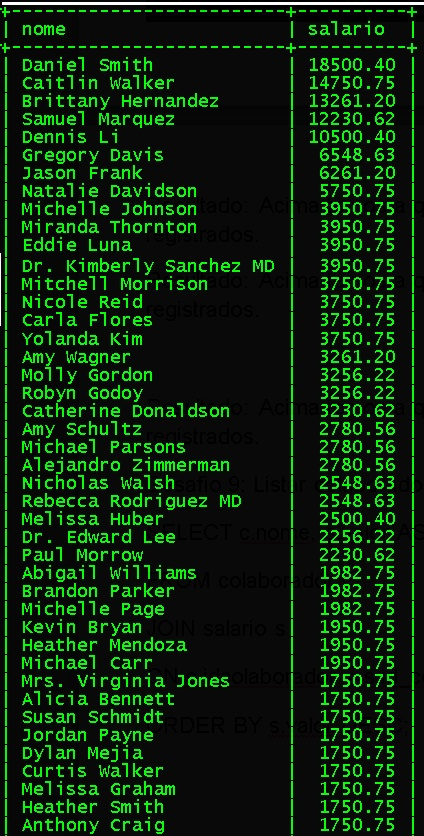 nome | salario
Daniel Smith | 18500.40
Caitlin Walker | 14750.75
Brittany Hernandez | 13261.20
Samuel Marquez | 12230.62
Dennis Li | 10500.40
Gregory Davis | 6548.63
Jason Frank | 6261.20
Natalie Davidson | 5750.75
Michelle Johnson | 3950.75
Miranda Thornton | 3950.75
Eddie Luna | 3950.75
Dr. Kimberly Sanchez MD | 3950.75
Mitchell Morrison | 3750.75
Nicole Reid | 3750.75
Carla Flores | 3750.75
Yolanda Kim | 3750.75
Amy Wagner | 3261.20
Molly Gordon | 3256.22
Robyn Godoy | 3256.22
Catherine Donaldson | 3230.62
Amy Schultz | 2780.56
Michael Parsons | 2780.56
Alejandro Zimmerman | 2780.56
Nicholas Walsh | 2548.63
Rebecca Rodriguez MD | 2548.63
Melissa Huber | 2500.40
Dr. Edward Lee | 2256.22
Paul Morrow | 2230.62
Abigail Williams | 1982.75
Brandon Parker | 1982.75
Michelle Page | 1982.75
Kevin Bryan | 1950.75
Heather Mendoza | 1950.75
Michael Carr | 1950.75
Mrs. Virginia Jones | 1750.75
Alicia Bennett | 1750.75
Susan Schmidt | 1750.75
Jordan Payne | 1750.75
Dylan Mejia | 1750.75
Curtis Walker | 1750.75
Melissa Graham | 1750.75
Heather Smith | 1750.75
Anthony Craig | 1750.75